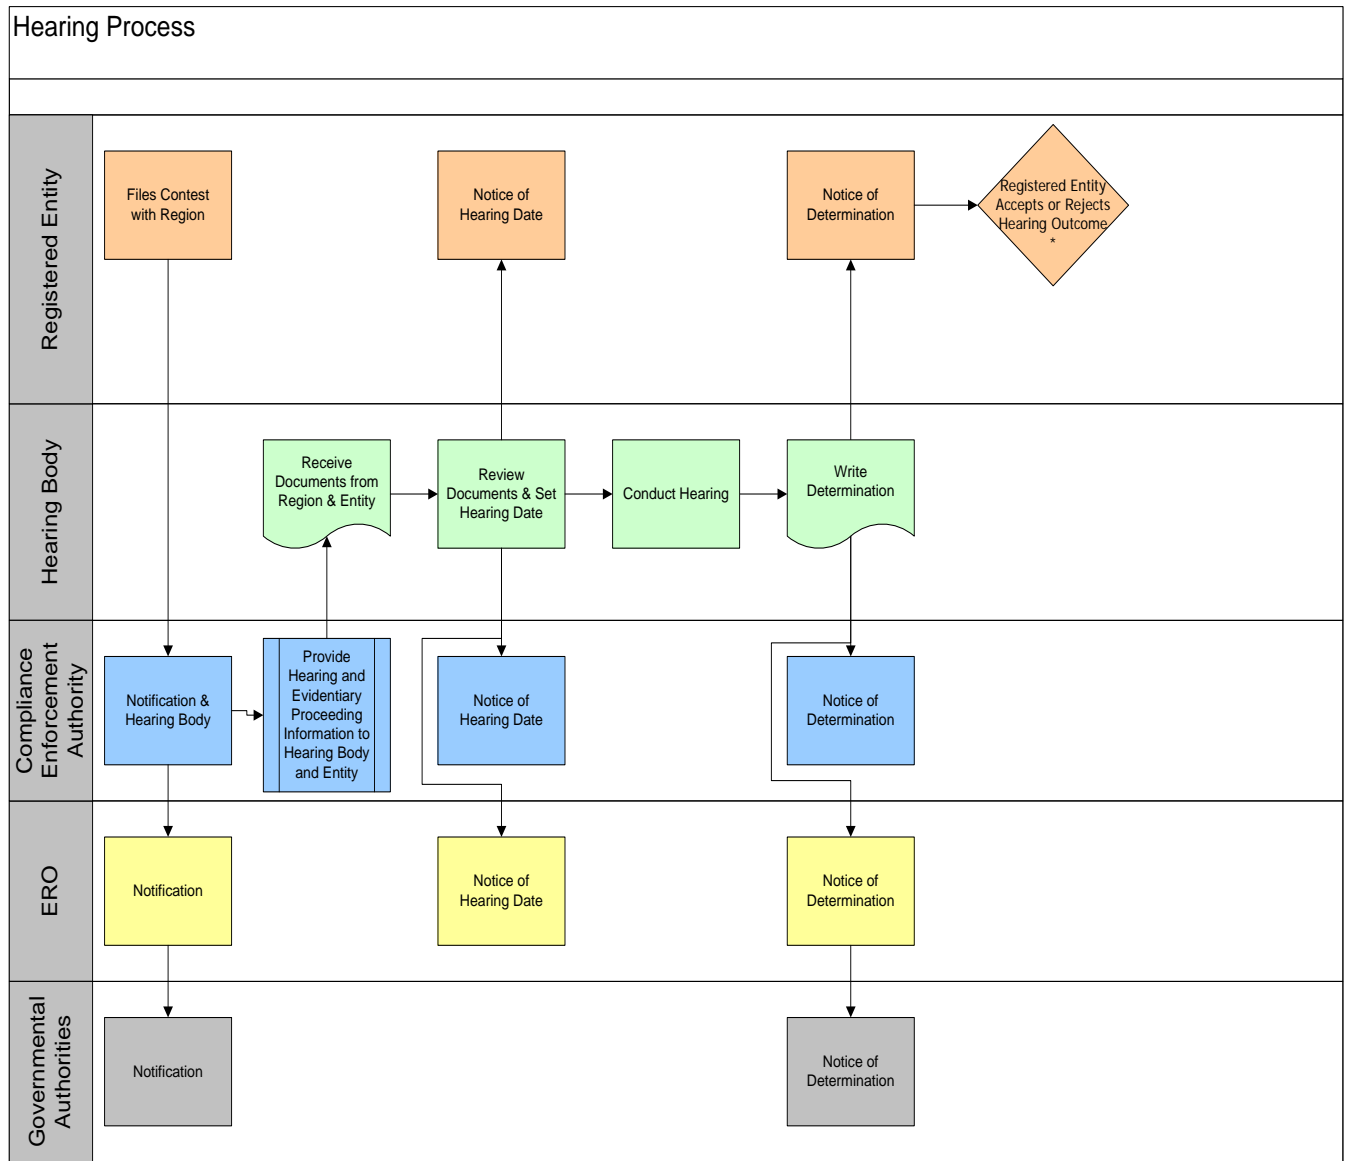 Hearing Process
Registered Entity
Files Contest
with Region
Notice of
Hearing Date
Notice of
Determination
Registered Entity
Accepts or Rejects
Hearing Outcome
*
Hearing Body
Receive
Documents from
Region & Entity
Review
Documents & Set
Hearing Date
Conduct Hearing
Write
Determination
Compliance
Enforcement
Authority
Notification &
Hearing Body
Provide
Hearing and
Evidentiary
Proceeding
Information to
Hearing Body
and Entity
Notice of
Hearing Date
Notice of
Determination
ERO
Notification
Notice of
Hearing Date
Notice of
Determination
Governmental
Authorities
Notification
Notice of
Determination